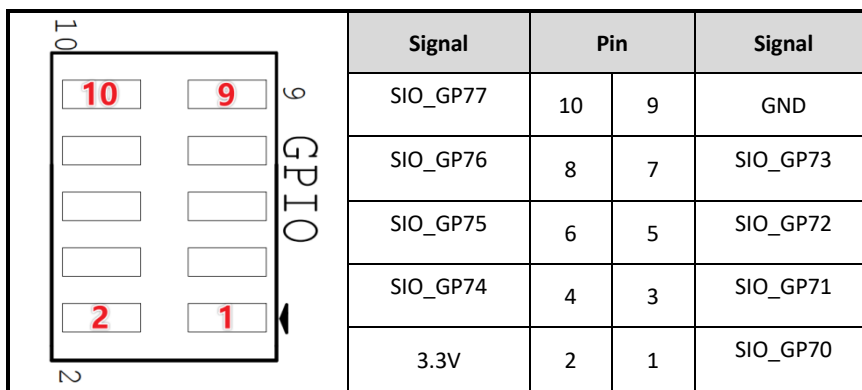 10
10 9 9
GPIO
2 1
2
Signal Pin Signal
SIO_GP77 10 9 GND
SIO_GP76 8 7 SIO_GP73
SIO_GP75 6 5 SIO_GP72
SIO_GP74 4 3 SIO_GP71
3.3V 2 1 SIO_GP70